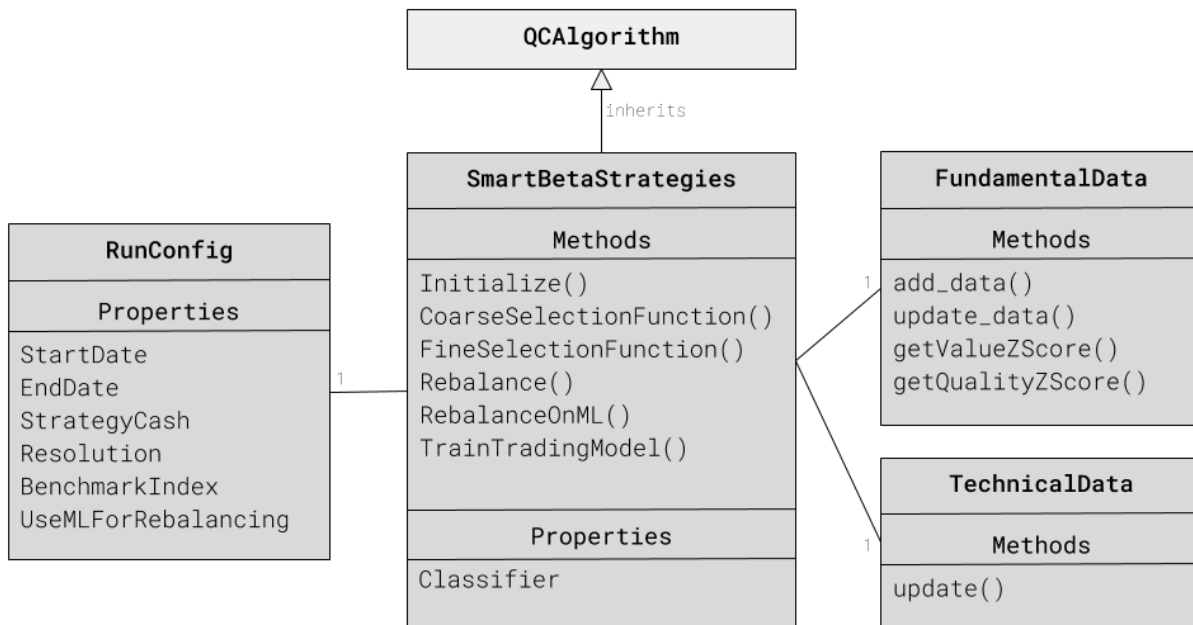 QCAlgorithm
inherits
SmartBetaStrategies
Methods
Initialize()
CoarseSelectionFunction()
FineSelectionFunction()
Rebalance()
RebalanceOnML()
TrainTradingModel()
Properties
Classifier
RunConfig
Properties
StartDate
EndDate
StrategyCash
Resolution
BenchmarkIndex
UseMLForRebalancing
1
FundamentalData
Methods
add_data()
update_data()
getValueZScore()
getQualityZScore()
1
TechnicalData
Methods
update()
1